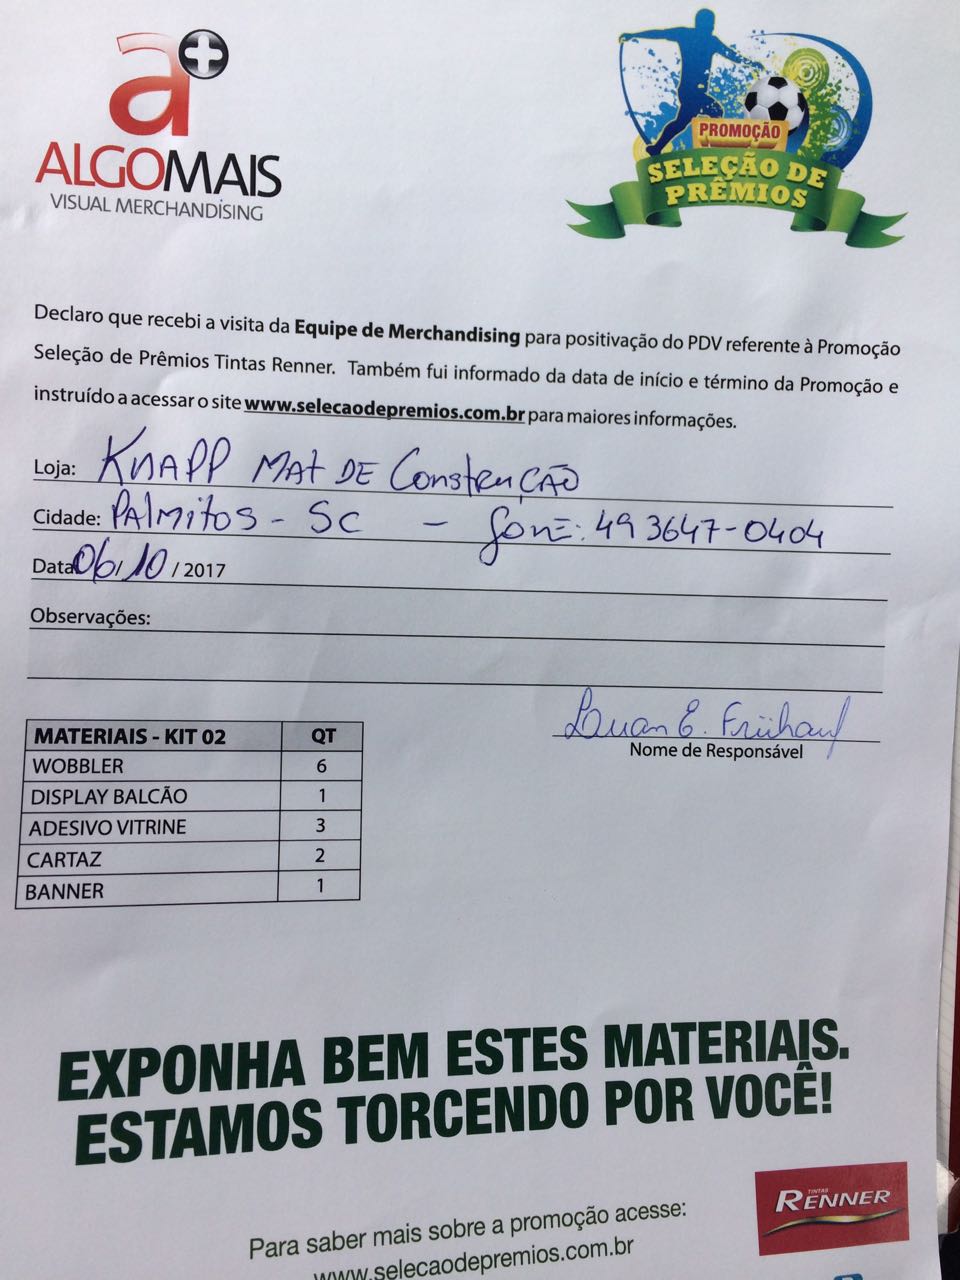 a+
ALGOMAIS
VISUAL MERCHANDISING
PROMOÇÃO
SELEÇÃO DE
PRÊMIOS
Declaro que recebi a visita da Equipe de Merchandising para positivação do PDV referente à Promoção
Seleção de Prêmios Tintas Renner. Também fui informado da data de início e término da Promoção e
instruído a acessar o site www.selecaodepremios.com.br para maiores informações.
Loja: KNAPP MAT DE CONSTRUÇÃO
Cidade: PALMITOS - SC - FONE: 49 3647-0404
Data 06/10/2017
Observações:
Luan E. Frühauf
Nome de Responsável
MATERIAIS - KIT 02 QT
WOBBLER 6
DISPLAY BALCÃO 1
ADESIVO VITRINE 3
CARTAZ 2
BANNER 1
EXPONHA BEM ESTES MATERIAIS.
ESTAMOS TORCENDO POR VOCÊ!
TINTAS
RENNER
Para saber mais sobre a promoção acesse:
www.selecaodepremios.com.br